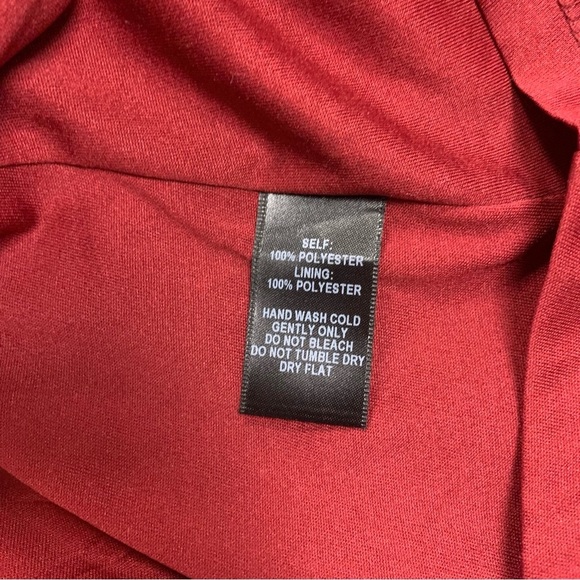 SELF:
100% POLYESTER
LINING:
100% POLYESTER
HAND WASH COLD
GENTLY ONLY
DO NOT BLEACH
DO NOT TUMBLE DRY
DRY FLAT